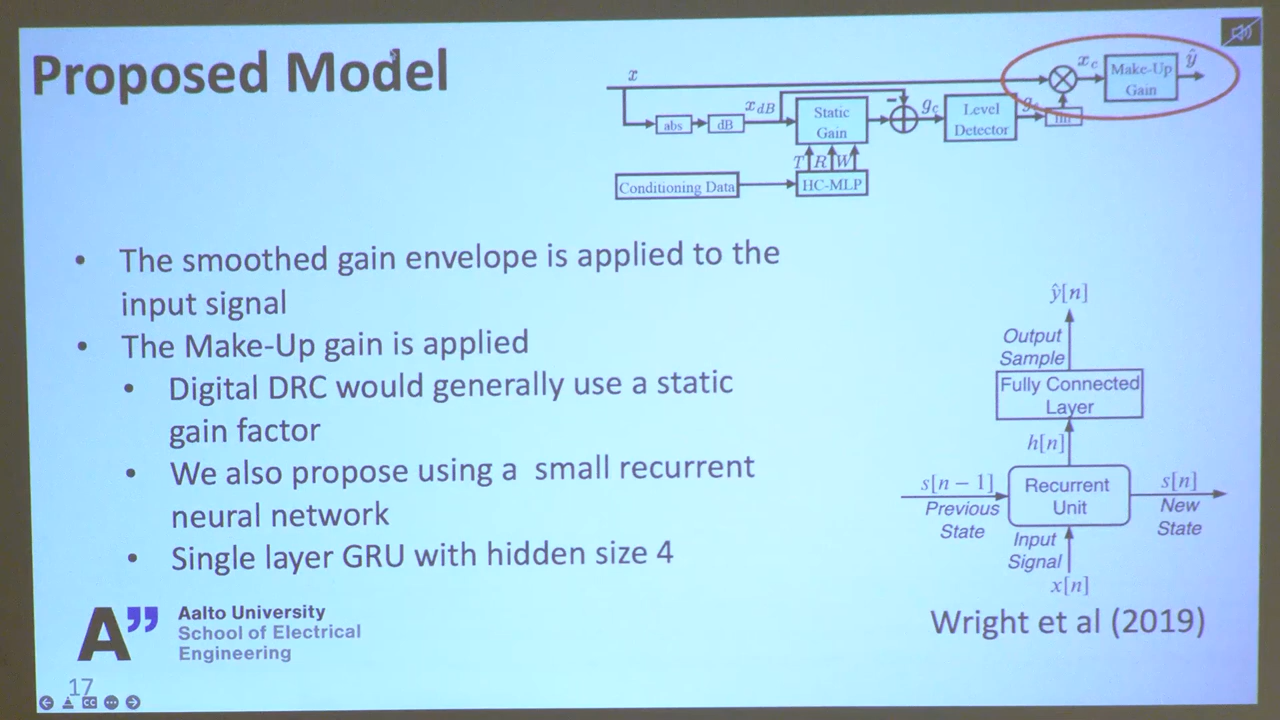 Proposed Model
x
x_c
Make-Up
Gain
ŷ
abs
dB
x_dB
Static
Gain
-
g_c
Level
Detector
T R W
Conditioning Data
HC-MLP
• The smoothed gain envelope is applied to the
input signal
• The Make-Up gain is applied
• Digital DRC would generally use a static
gain factor
• We also propose using a small recurrent
neural network
• Single layer GRU with hidden size 4
ŷ[n]
Output
Sample
Fully Connected
Layer
h[n]
s[n − 1]
Previous
State
Recurrent
Unit
s[n]
New
State
Input
Signal
x[n]
Wright et al (2019)
A”
Aalto University
School of Electrical
Engineering
17
CC